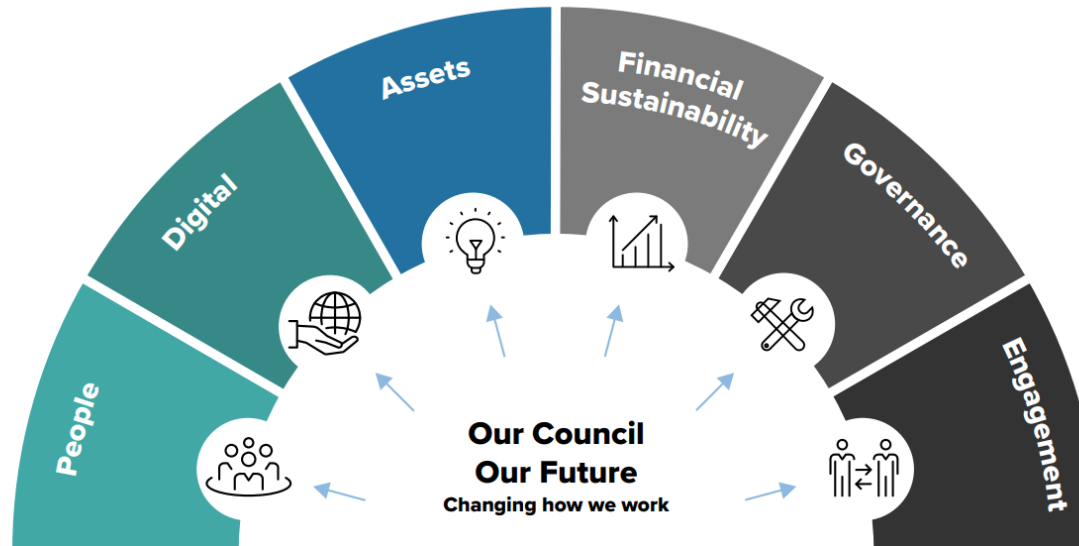 People
Digital
Assets
Financial
Sustainability
Governance
Engagement
Our Council
Our Future
Changing how we work